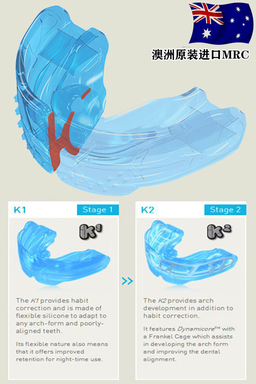 澳洲原装进口MRC
K
K1 Stage 1
K1
The K1 provides habit
correction and is made of
flexible silicone to adapt to
any arch-form and poorly-
aligned teeth.
Its flexible nature also means
that it offers improved
retention for night-time use.
>>
K2 Stage 2
K2
The K2 provides arch
development in addition to
habit correction.
It features Dynamicore™ with
a Frankel Cage which assists
in developing the arch form
and improving the dental
alignment.